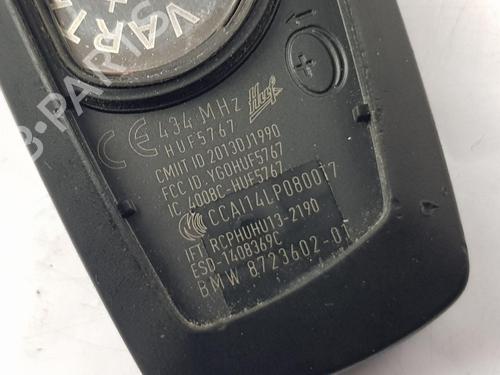 VARTA
434 MHz Huf
HUF5767
CMIIT ID 2013DJ1990
FCC ID. YGOHUF5767
IC 4008C-HUF5767
CCAI14LP0800T7
IFT RCPHUHU13-2190
ESD-1408369C
BMW 8723602-01
B-PARTS